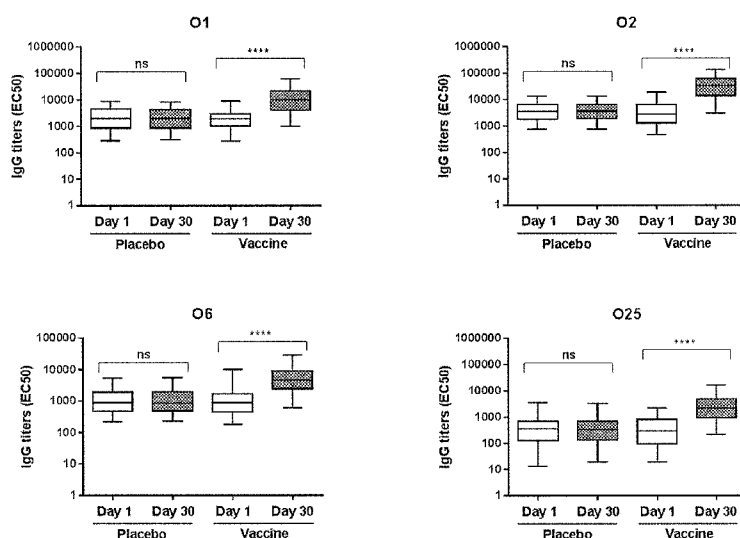 O1
IgG titers (EC50)
1000000
100000
10000
1000
100
10
1
ns
****
Day 1 Day 30 Day 1 Day 30
Placebo Vaccine
O2
IgG titers (EC50)
1000000
100000
10000
1000
100
10
1
ns
****
Day 1 Day 30 Day 1 Day 30
Placebo Vaccine
O6
IgG titers (EC50)
100000
10000
1000
100
10
1
ns
****
Day 1 Day 30 Day 1 Day 30
Placebo Vaccine
O25
IgG titers (EC50)
1000000
100000
10000
1000
100
10
1
ns
****
Day 1 Day 30 Day 1 Day 30
Placebo Vaccine